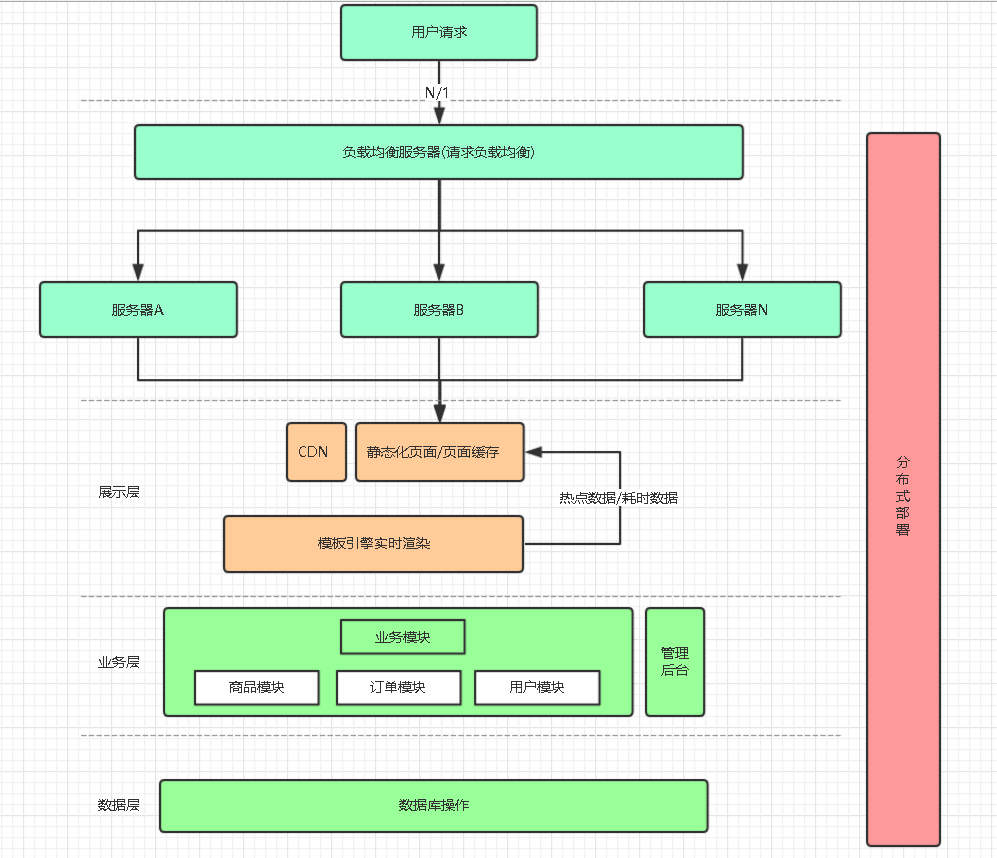 用户请求
N/1
负载均衡服务器(请求负载均衡)
服务器A
服务器B
服务器N
CDN
静态化页面/页面缓存
展示层
热点数据/耗时数据
模板引擎实时渲染
业务模块
业务层
管理
后台
商品模块
订单模块
用户模块
数据层
数据库操作
分
布
式
部
署